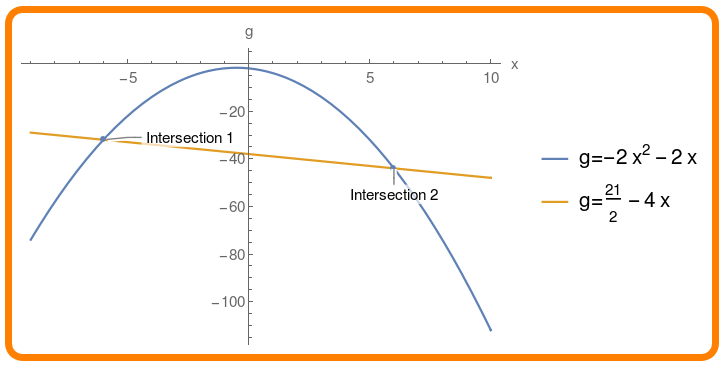 g
x
−5
5
10
−20
−40
−60
−80
−100
Intersection 1
Intersection 2
g=−2 x² − 2 x
g=21/2 − 4 x